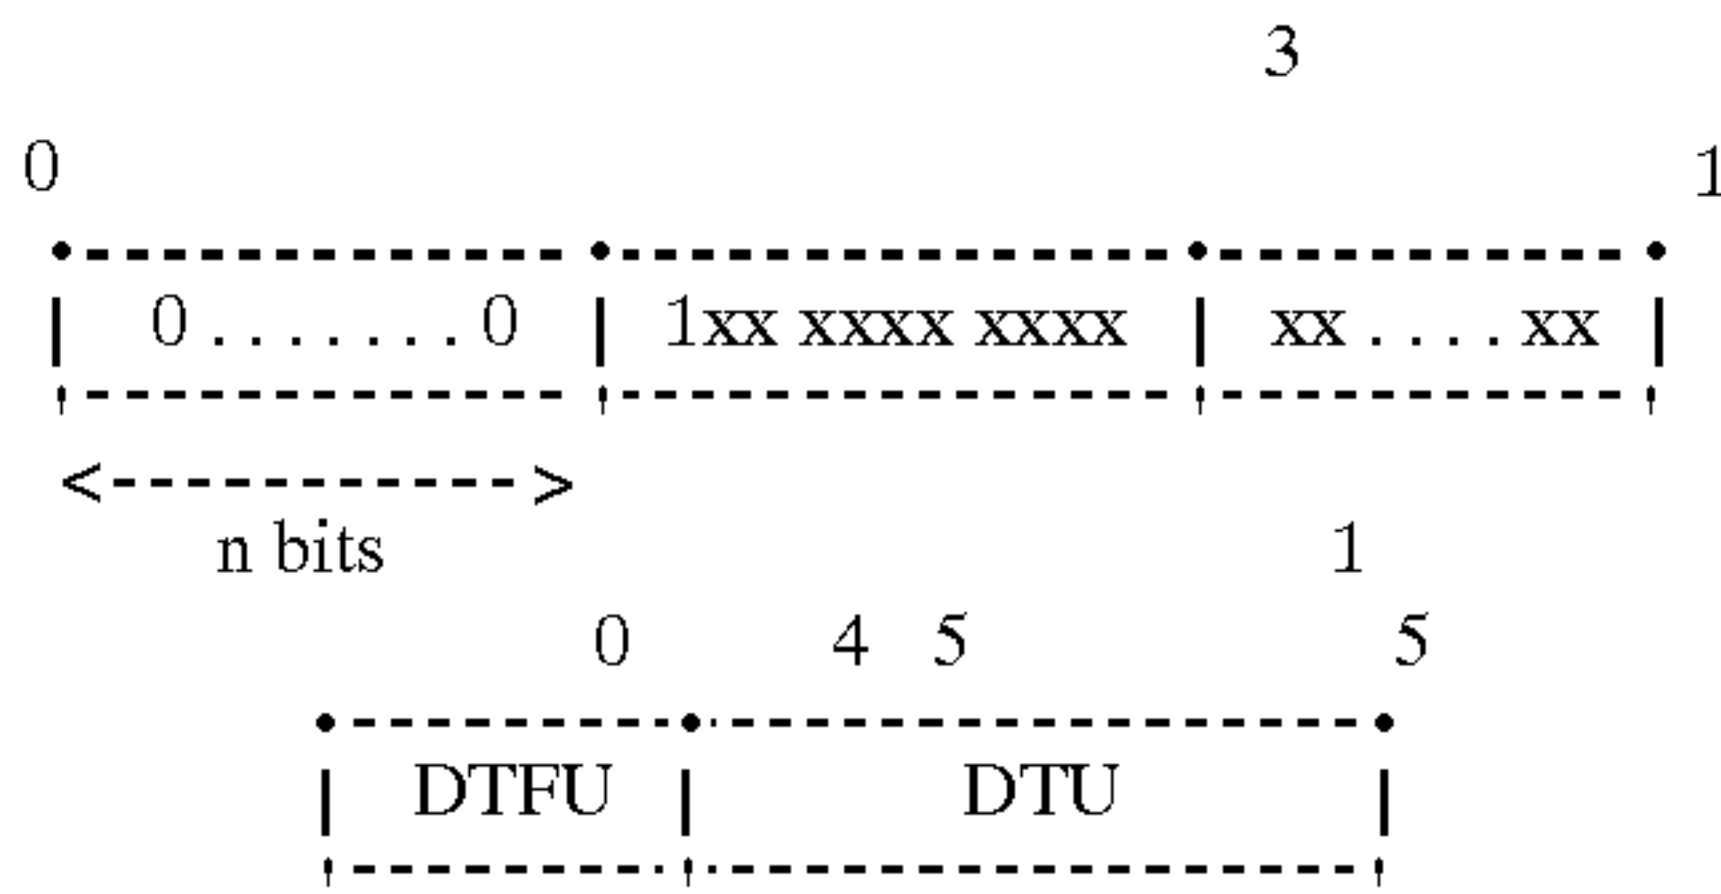 3
0 1
0 . . . . . . . 0 | 1xx xxxx xxxx | xx . . . . xx
<------------->
n bits 1
0 4 5 5
DTFU | DTU